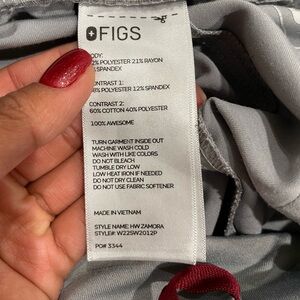 FIGS
BODY:
2% POLYESTER 21% RAYON
SPANDEX
CONTRAST 1:
8% POLYESTER 12% SPANDEX
CONTRAST 2:
60% COTTON 40% POLYESTER
100% AWESOME
TURN GARMENT INSIDE OUT
MACHINE WASH COLD
WASH WITH LIKE COLORS
DO NOT BLEACH
TUMBLE DRY LOW
LOW HEAT IRON IF NEEDED
DO NOT DRY CLEAN
DO NOT USE FABRIC SOFTENER
MADE IN VIETNAM
STYLE NAME: HW ZAMORA
STYLE#: W22SW2012P
PO# 3344